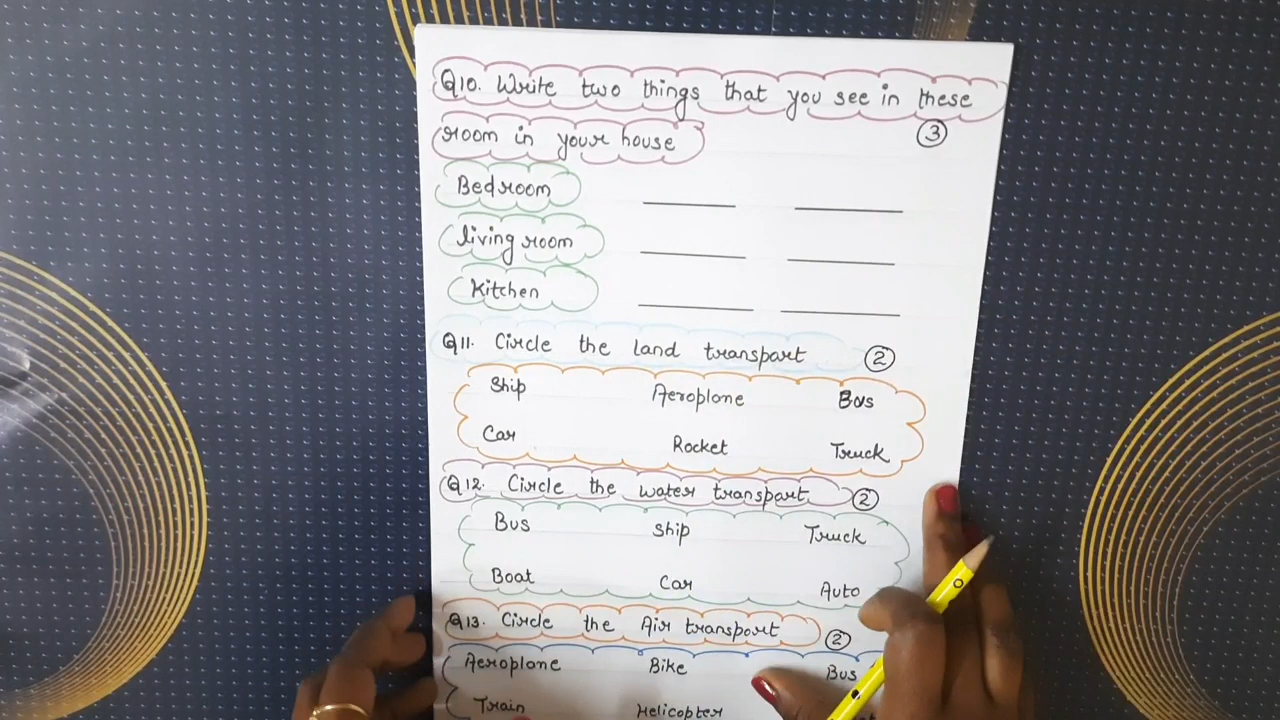 Q10. Write two things that you see in these
room in your house
3
Bedroom
living room
Kitchen
Q11. Circle the land transpart
2
Ship Aeroplane Bus
Car Rocket Truck
Q12. Circle the water transpart
2
Bus Ship Truck
Boat Car Auto
Q13. Circle the Air transport
2
Aeroplane Bike Bus
Train Helicopter